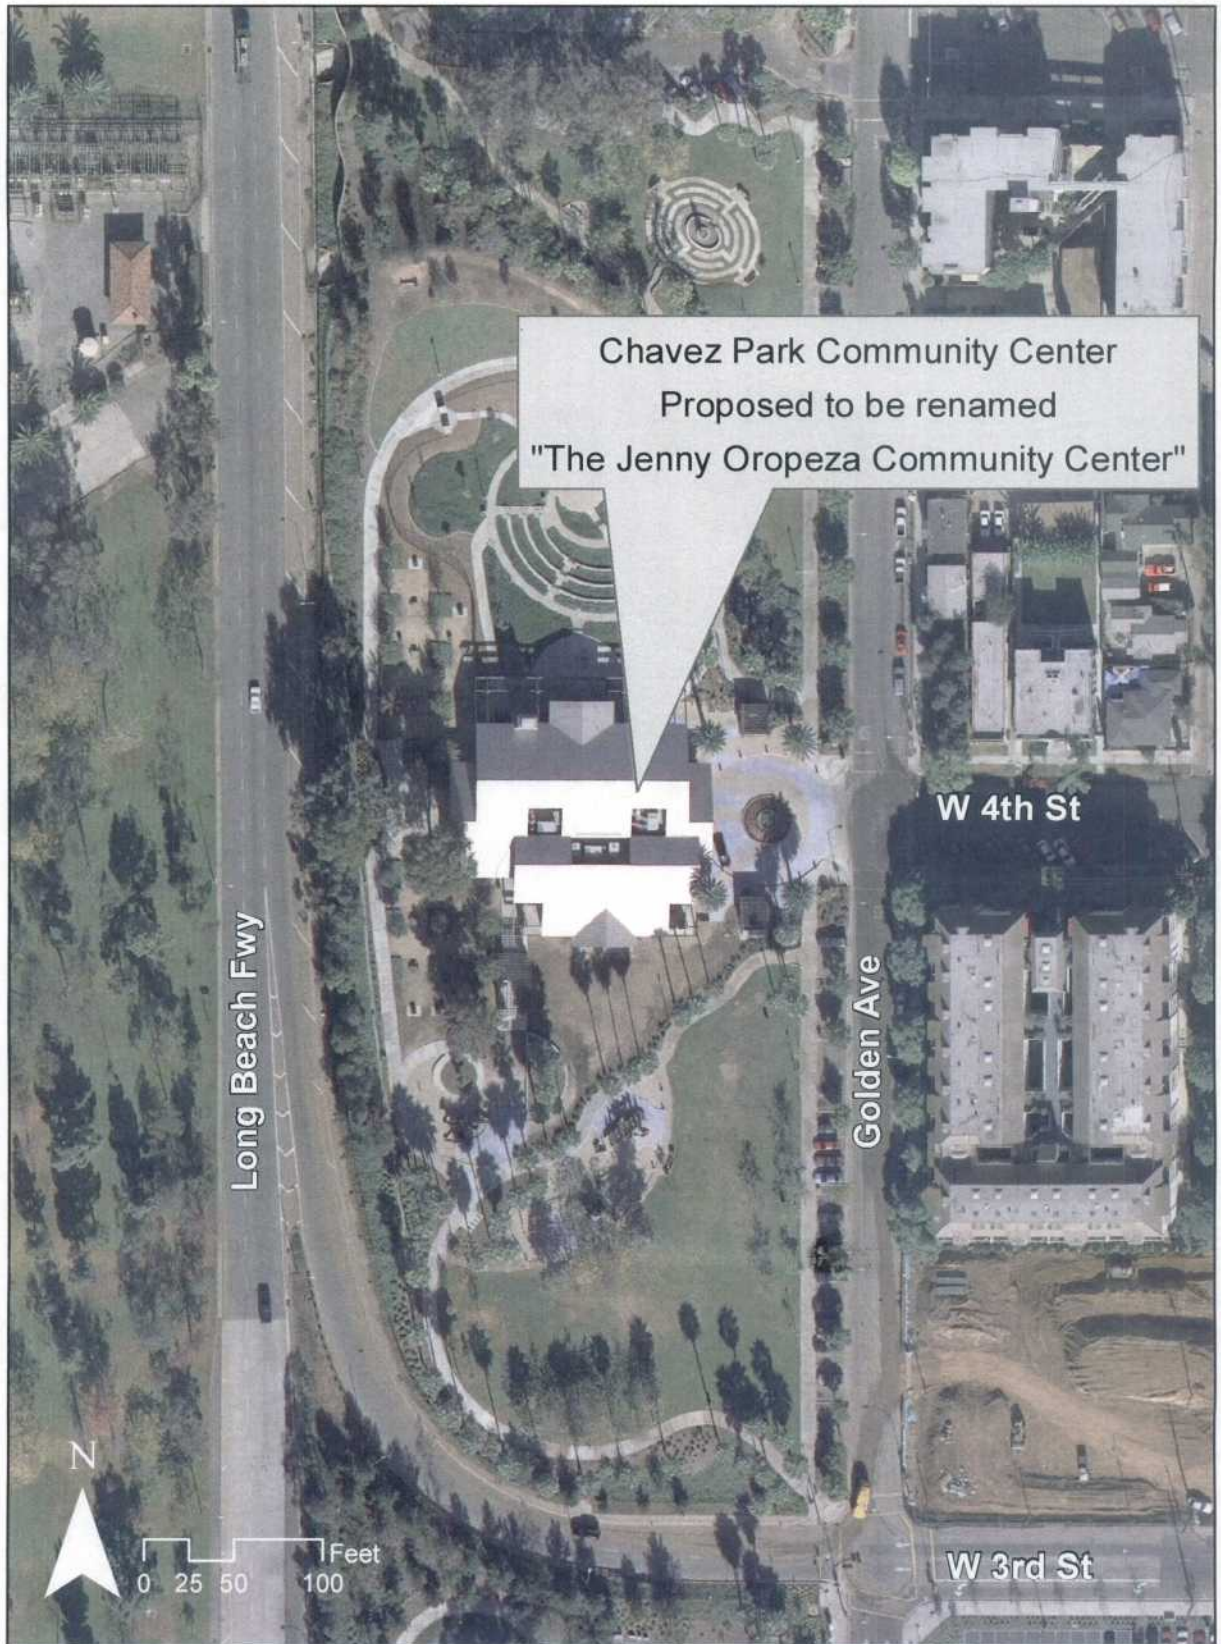 Chavez Park Community Center
Proposed to be renamed
"The Jenny Oropeza Community Center"
W 4th St
Long Beach Fwy
Golden Ave
N
Feet
0 25 50 100
W 3rd St